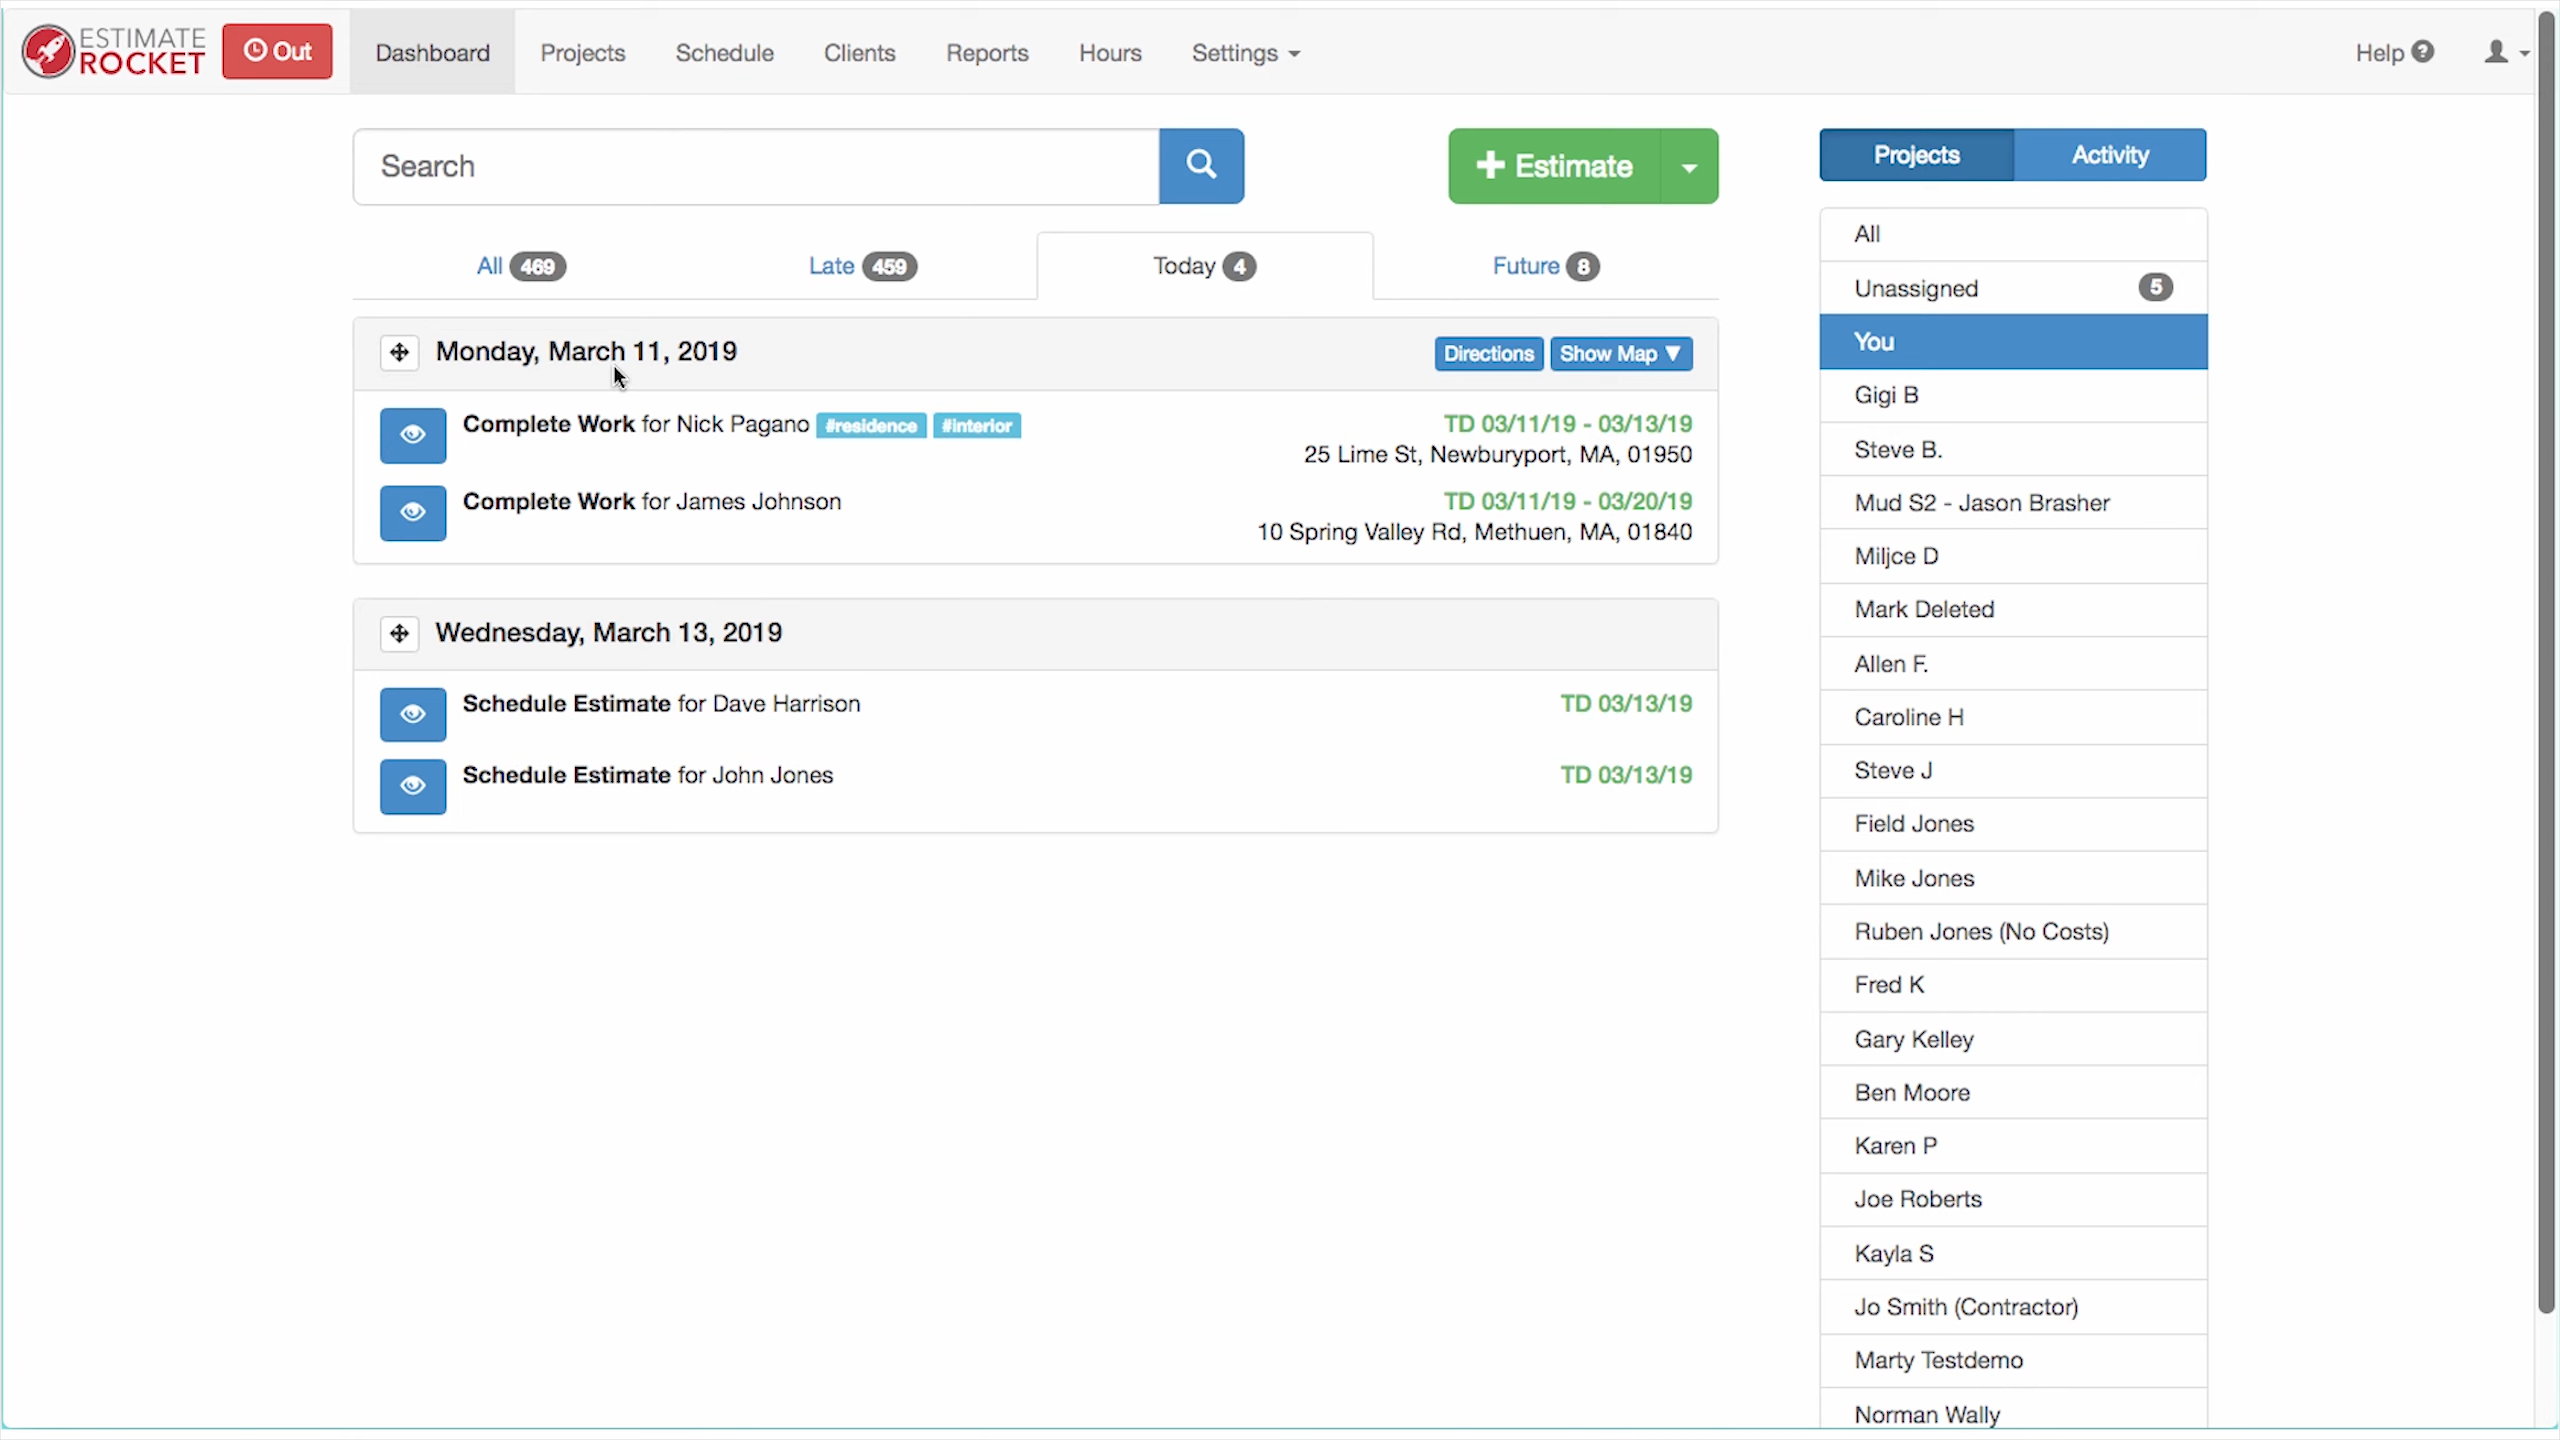 ESTIMATE
ROCKET
Out
Dashboard
Projects
Schedule
Clients
Reports
Hours
Settings
Help
Search
Estimate
Projects
Activity
All 469
Late 459
Today 4
Future 8
Monday, March 11, 2019
Directions
Show Map ▼
Complete Work for Nick Pagano #residence #interior
TD 03/11/19 - 03/13/19
25 Lime St, Newburyport, MA, 01950
Complete Work for James Johnson
TD 03/11/19 - 03/20/19
10 Spring Valley Rd, Methuen, MA, 01840
Wednesday, March 13, 2019
Schedule Estimate for Dave Harrison
TD 03/13/19
Schedule Estimate for John Jones
TD 03/13/19
All
Unassigned 5
You
Gigi B
Steve B.
Mud S2 - Jason Brasher
Miljce D
Mark Deleted
Allen F.
Caroline H
Steve J
Field Jones
Mike Jones
Ruben Jones (No Costs)
Fred K
Gary Kelley
Ben Moore
Karen P
Joe Roberts
Kayla S
Jo Smith (Contractor)
Marty Testdemo
Norman Wally